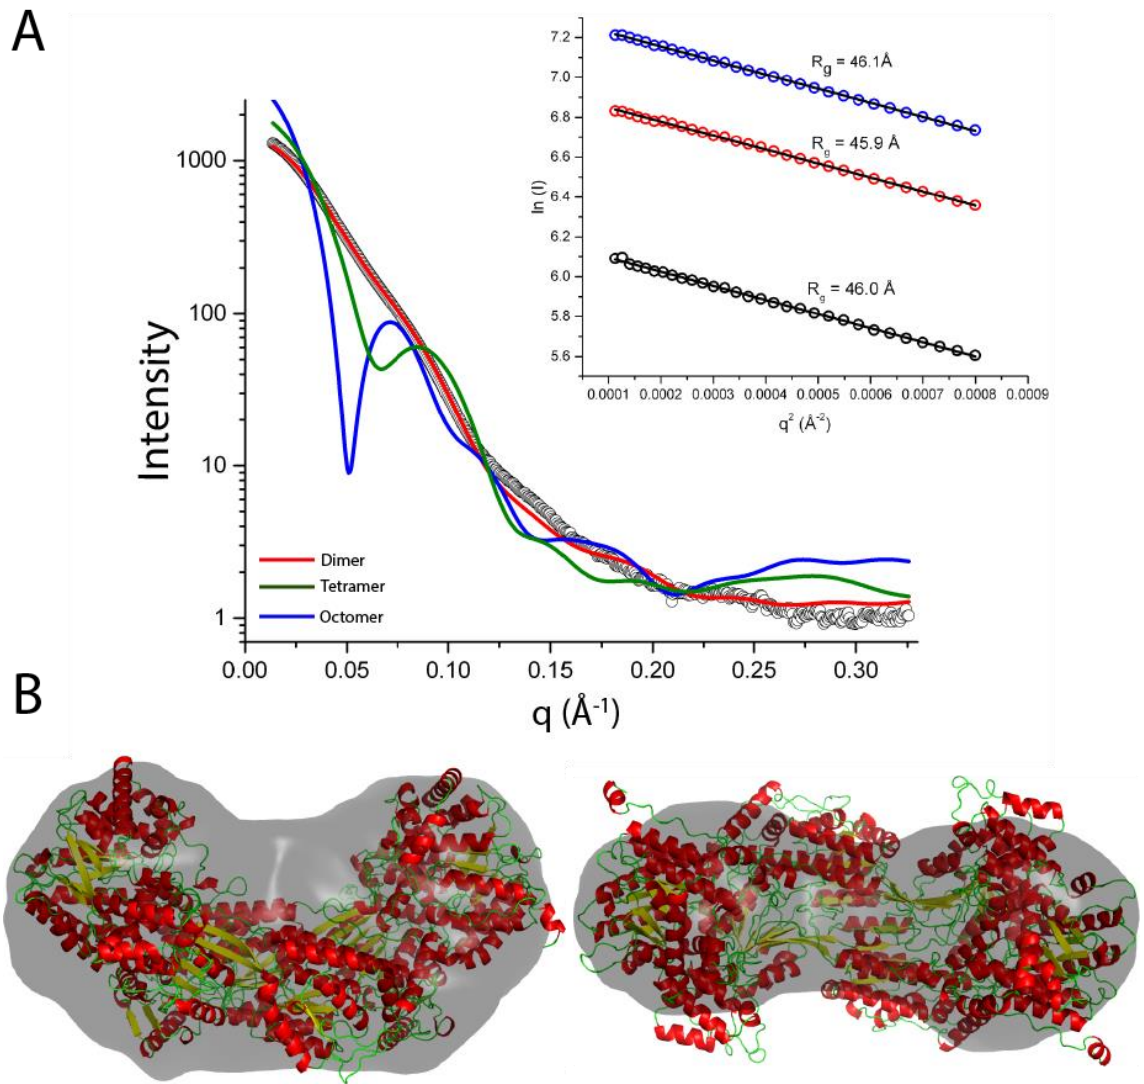 A
7.2
7.0
6.8
6.6
6.4
6.2
6.0
5.8
5.6
ln (I)
Rg = 46.1Å
Rg = 45.9 Å
Rg = 46.0 Å
0.0001 0.0002 0.0003 0.0004 0.0005 0.0006 0.0007 0.0008 0.0009
q² (Å⁻²)
1000
100
10
1
Intensity
Dimer
Tetramer
Octomer
0.00 0.05 0.10 0.15 0.20 0.25 0.30
q (Å⁻¹)
B